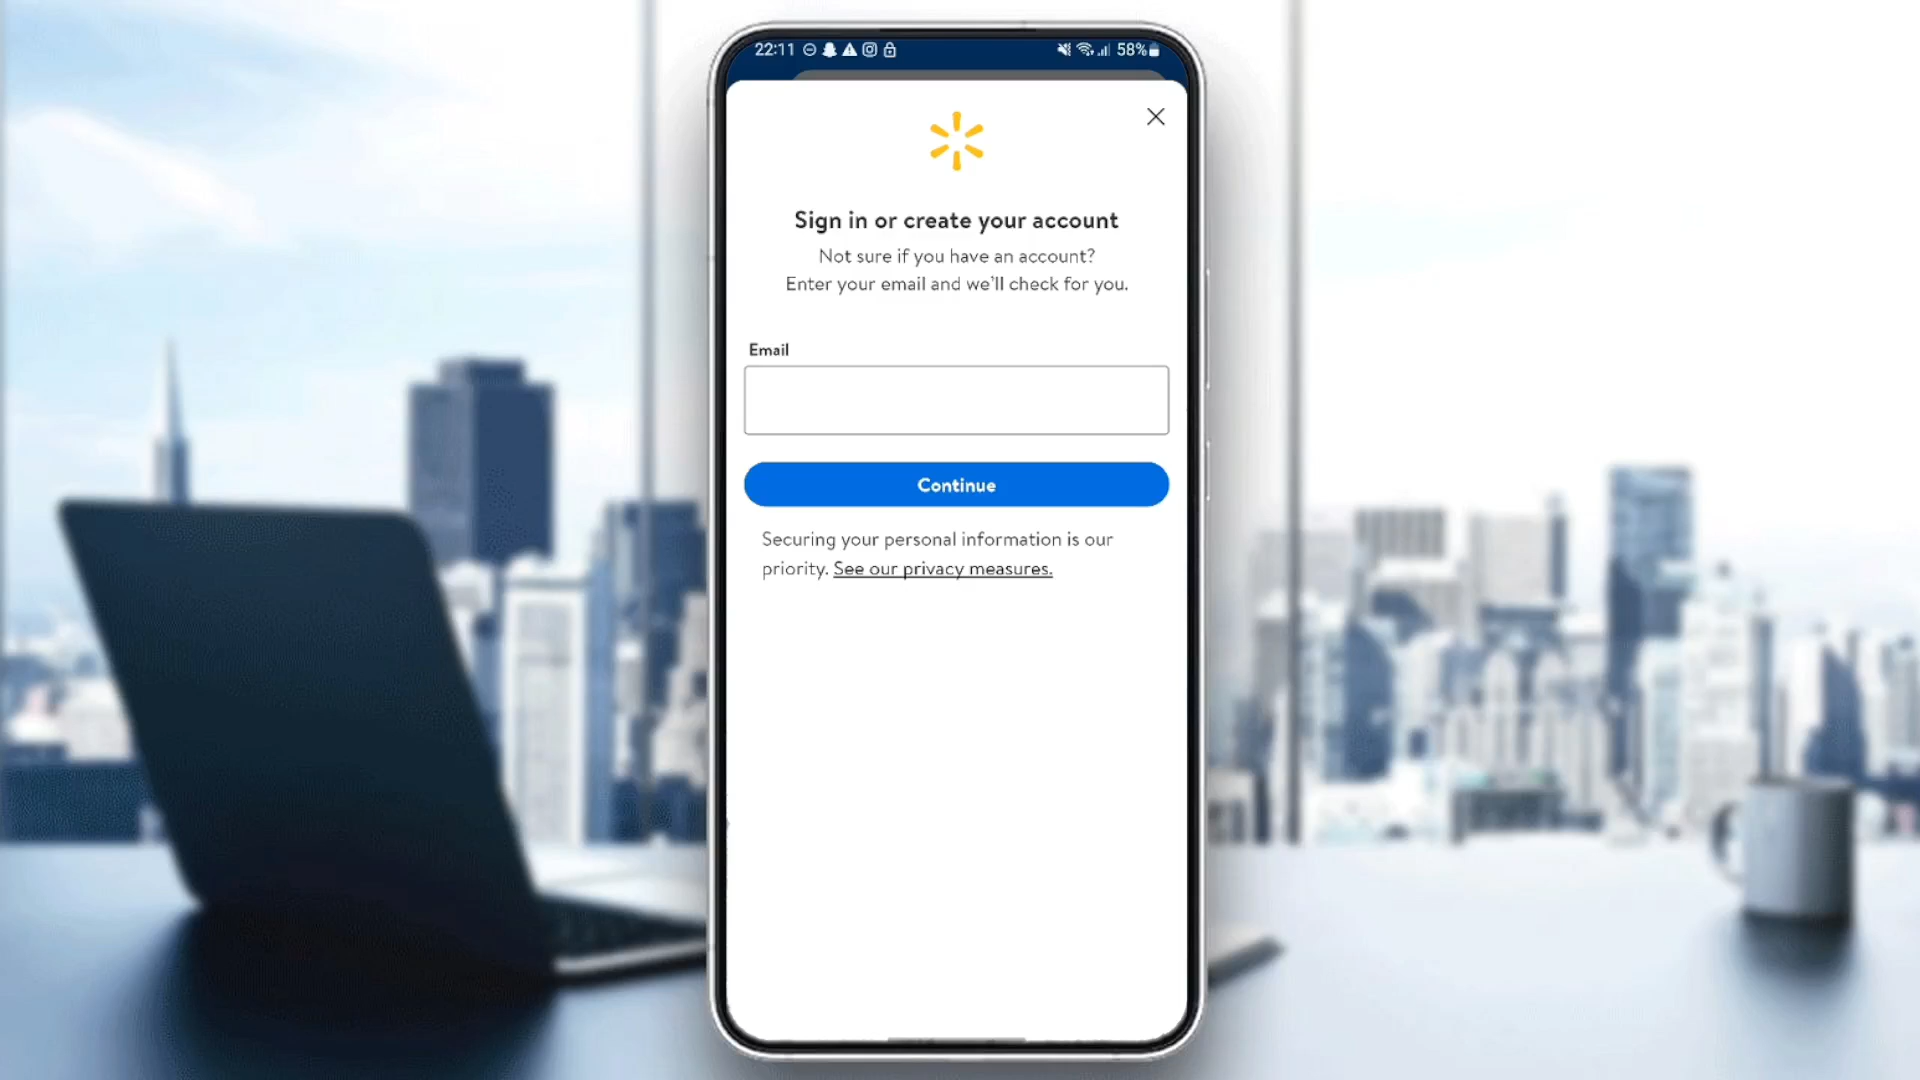 22:11 58%
Sign in or create your account
Not sure if you have an account?
Enter your email and we'll check for you.
Email
Continue
Securing your personal information is our
priority. See our privacy measures.